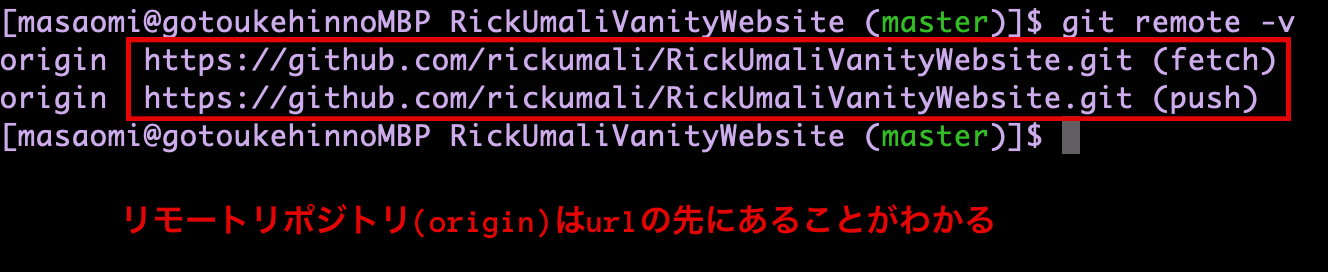 [masaomi@gotoukehinnoMBP RickUmaliVanityWebsite (master)]$ git remote -v
origin  https://github.com/rickumali/RickUmaliVanityWebsite.git (fetch)
origin  https://github.com/rickumali/RickUmaliVanityWebsite.git (push)
[masaomi@gotoukehinnoMBP RickUmaliVanityWebsite (master)]$
リモートリポジトリ(origin)はurlの先にあることがわかる